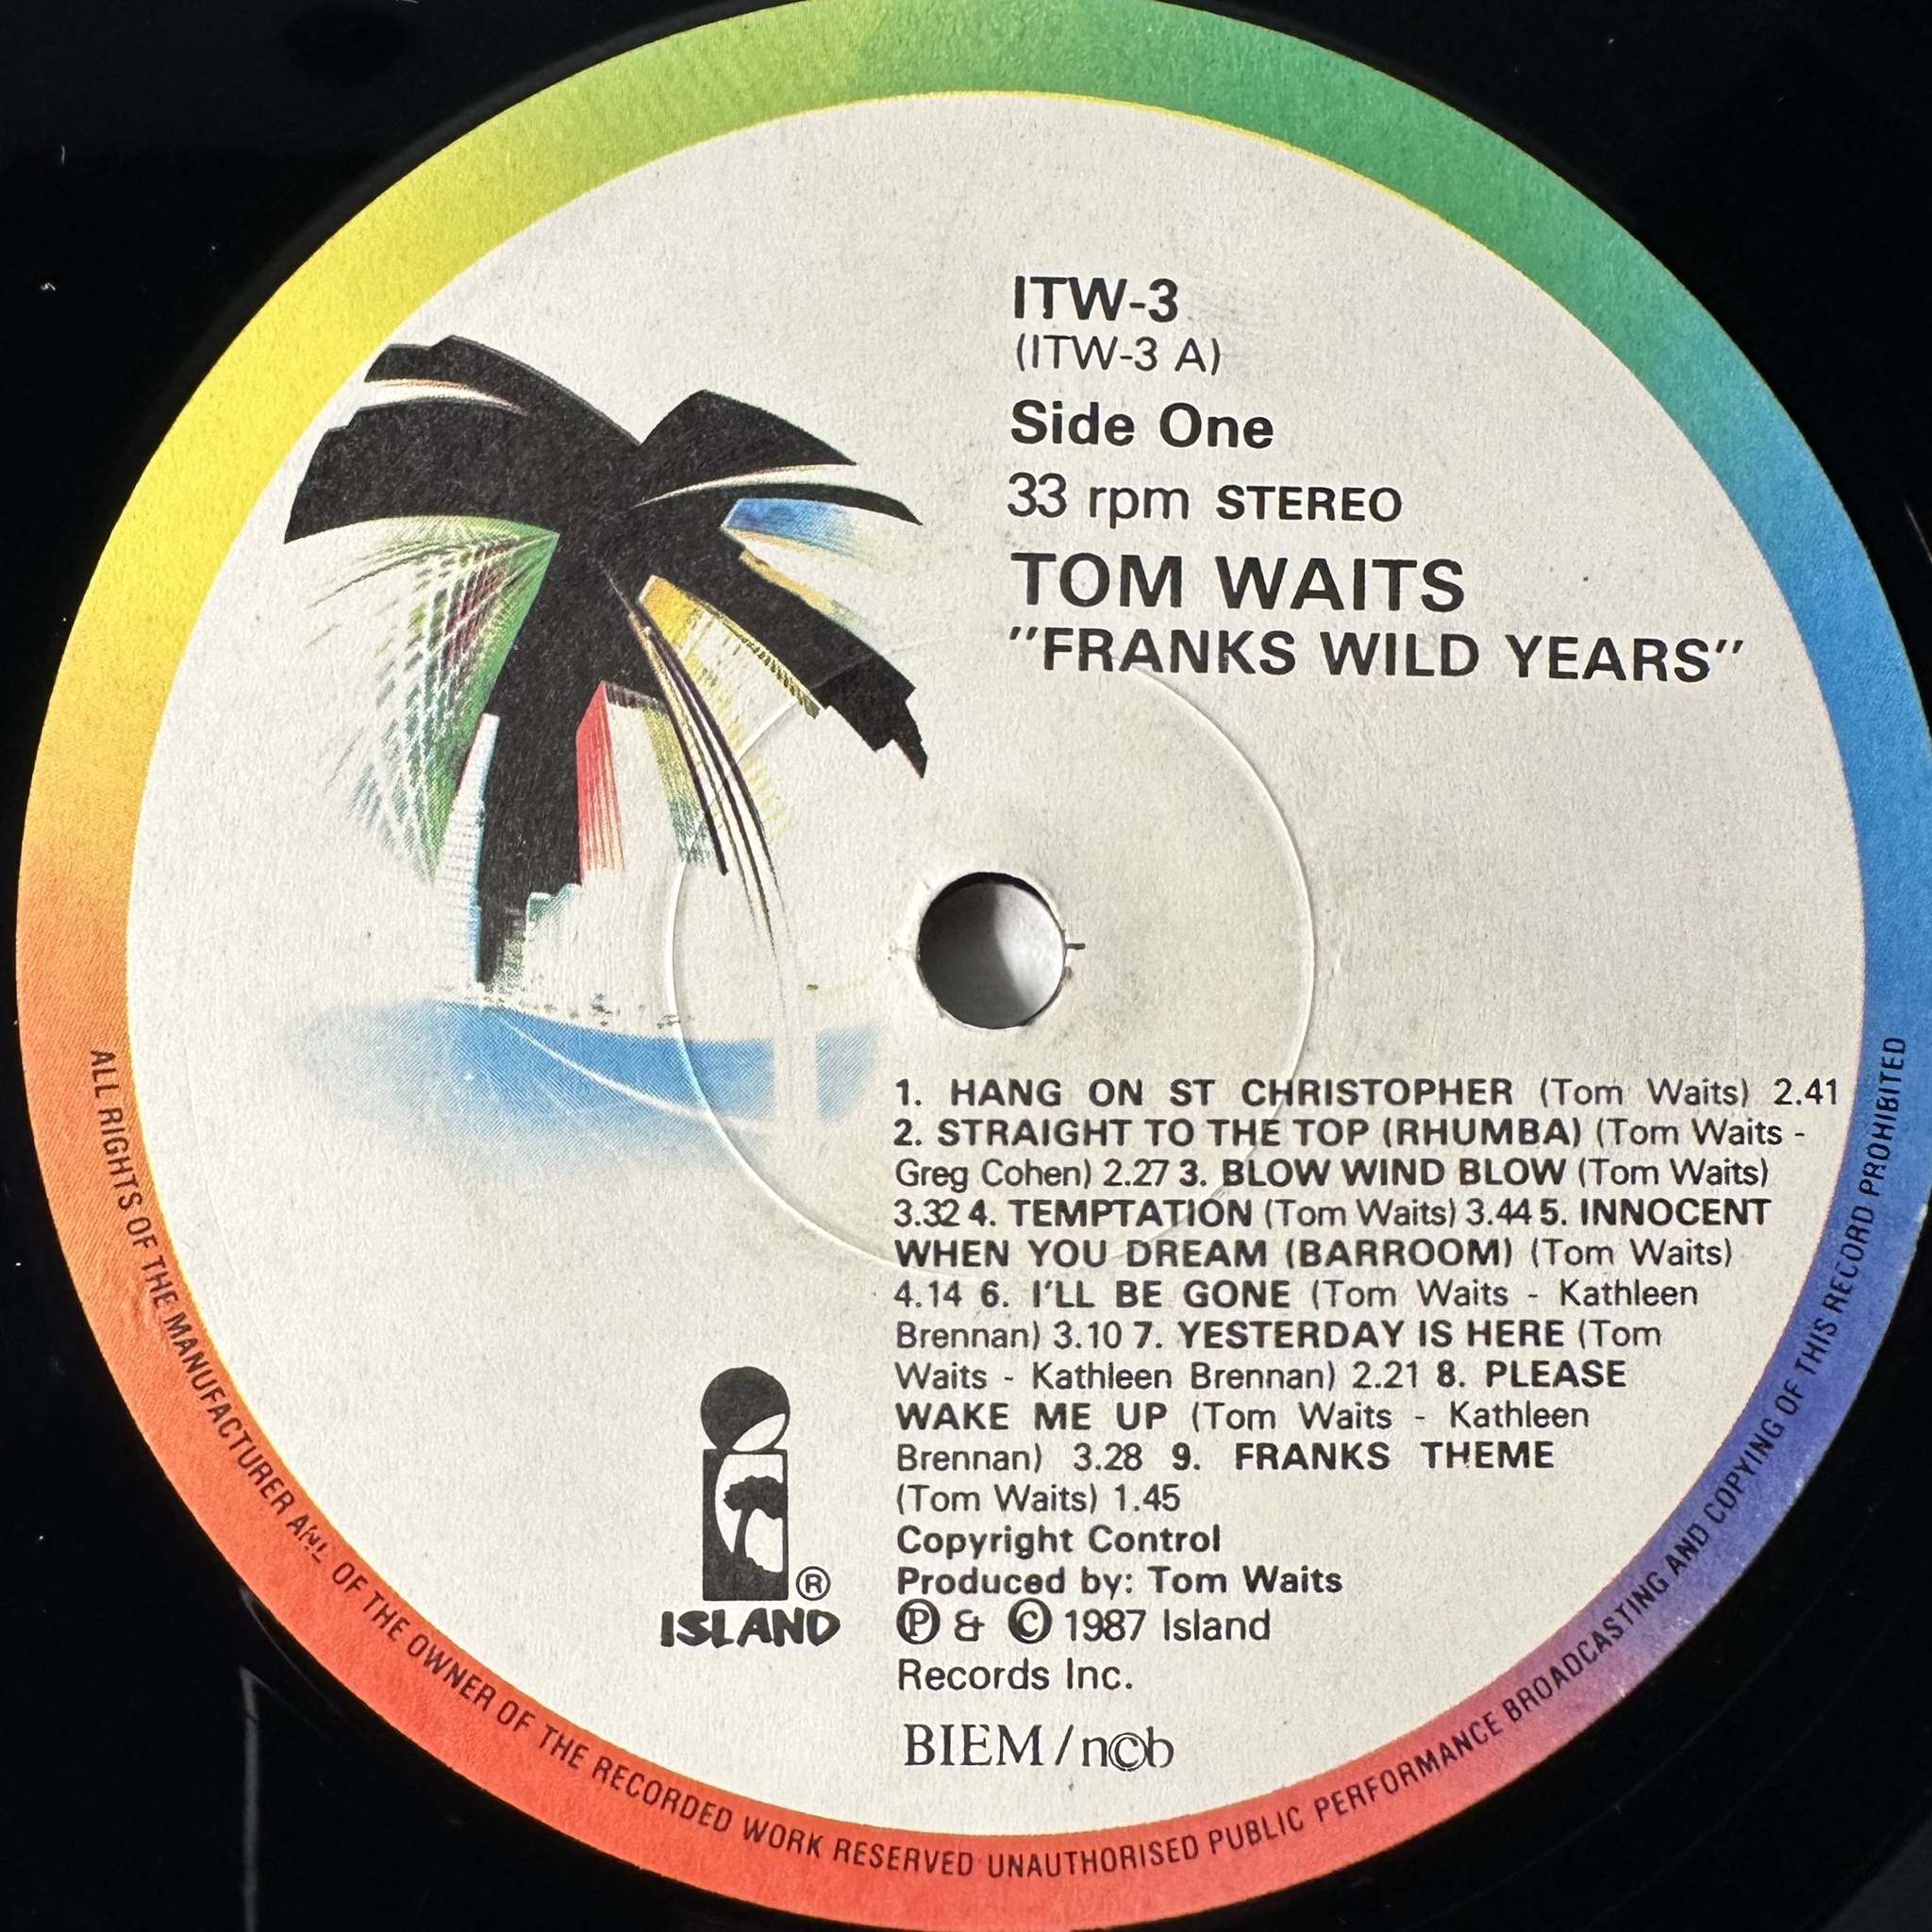 ITW-3
(ITW-3 A)
Side One
33 rpm STEREO
TOM WAITS
"FRANKS WILD YEARS"
1. HANG ON ST CHRISTOPHER (Tom Waits) 2.41
2. STRAIGHT TO THE TOP (RHUMBA) (Tom Waits -
Greg Cohen) 2.27 3. BLOW WIND BLOW (Tom Waits)
3.32 4. TEMPTATION (Tom Waits) 3.44 5. INNOCENT
WHEN YOU DREAM (BARROOM) (Tom Waits)
4.14 6. I'LL BE GONE (Tom Waits - Kathleen
Brennan) 3.10 7. YESTERDAY IS HERE (Tom
Waits - Kathleen Brennan) 2.21 8. PLEASE
WAKE ME UP (Tom Waits - Kathleen
Brennan) 3.28 9. FRANKS THEME
(Tom Waits) 1.45
Copyright Control
Produced by: Tom Waits
℗ & © 1987 Island
Records Inc.
BIEM/n©b
®
ISLAND
ALL RIGHTS OF THE MANUFACTURER AND OF THE OWNER OF THE RECORDED WORK RESERVED UNAUTHORISED PUBLIC PERFORMANCE BROADCASTING AND COPYING OF THIS RECORD PROHIBITED